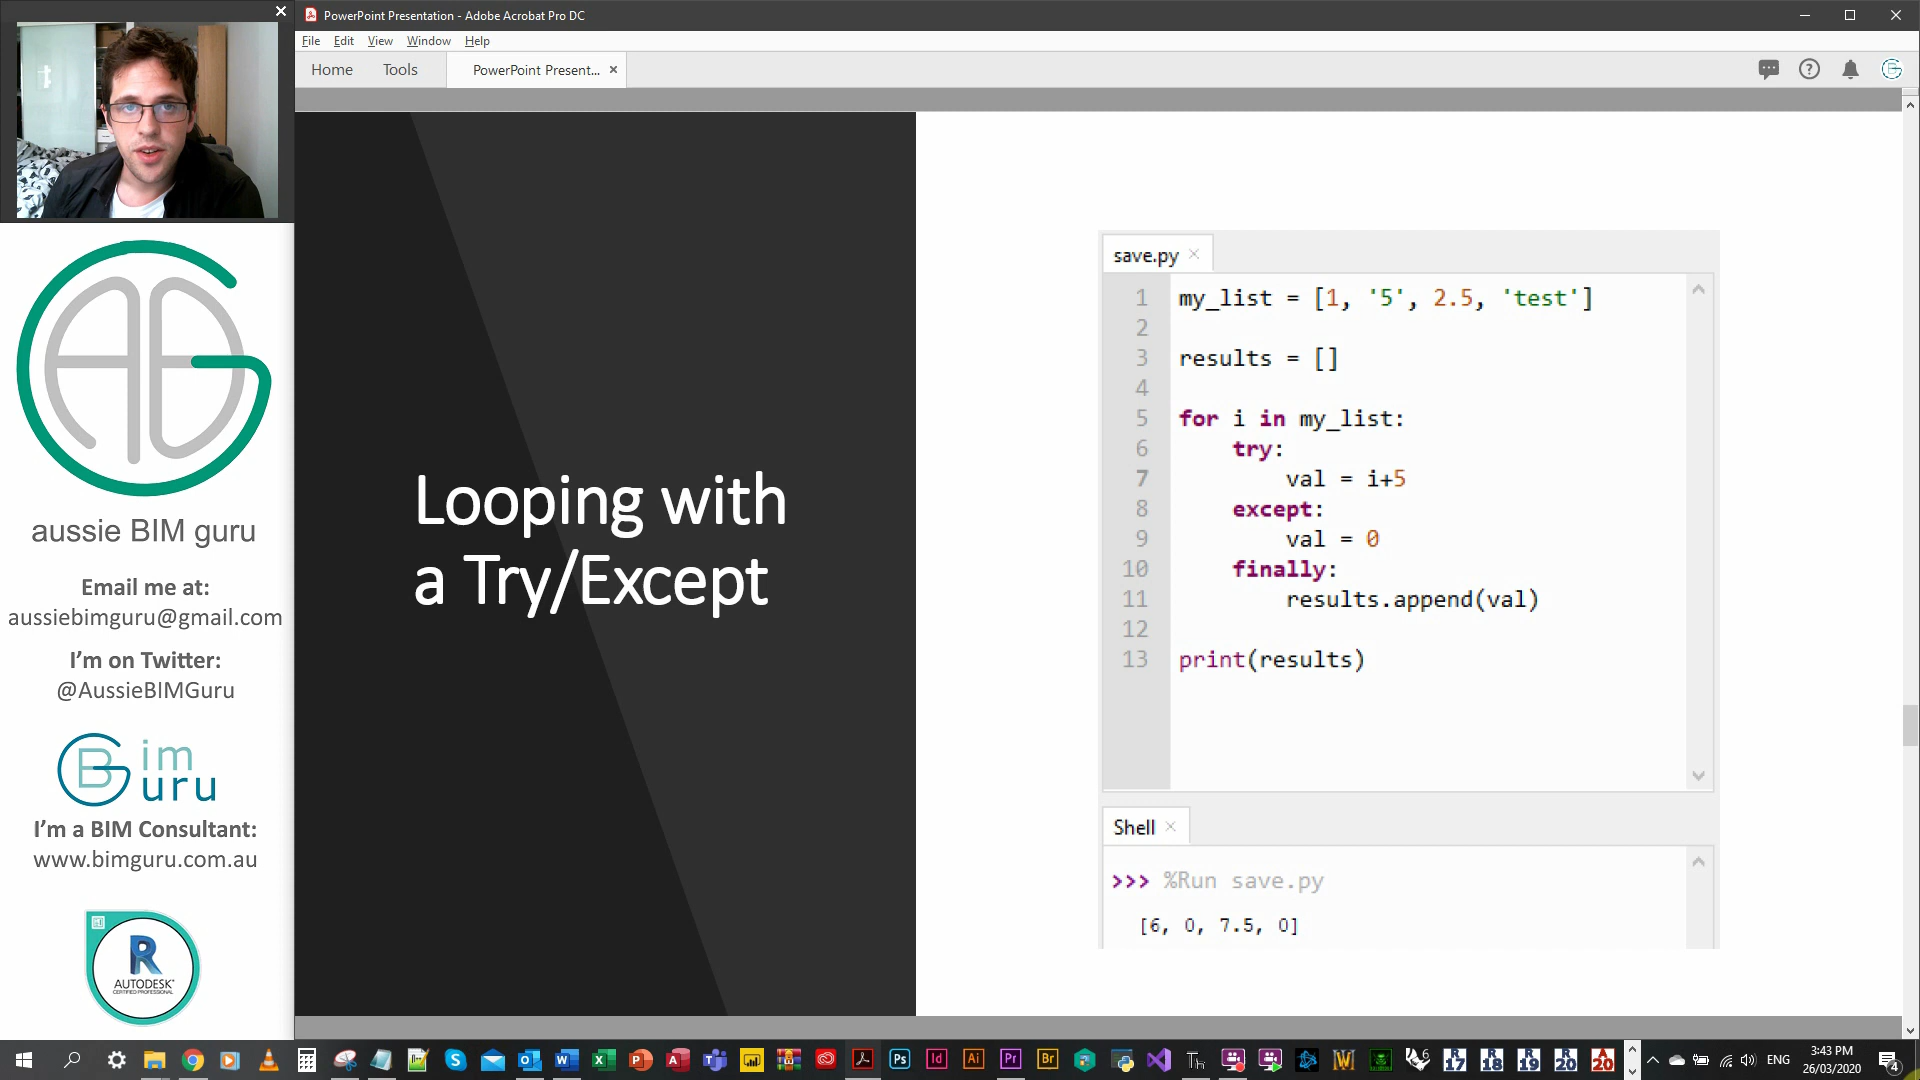 PowerPoint Presentation - Adobe Acrobat Pro DC
File Edit View Window Help
Home Tools PowerPoint Present...
aussie BIM guru
Email me at:
aussiebimguru@gmail.com
I'm on Twitter:
@AussieBIMGuru
BG im uru
I'm a BIM Consultant:
www.bimguru.com.au
R
AUTODESK
CERTIFIED PROFESSIONAL
Looping with
a Try/Except
save.py
1 my_list = [1, '5', 2.5, 'test']
2
3 results = []
4
5 for i in my_list:
6 try:
7 val = i+5
8 except:
9 val = 0
10 finally:
11 results.append(val)
12
13 print(results)
Shell
>>> %Run save.py
[6, 0, 7.5, 0]
ENG
3:43 PM
26/03/2020
4